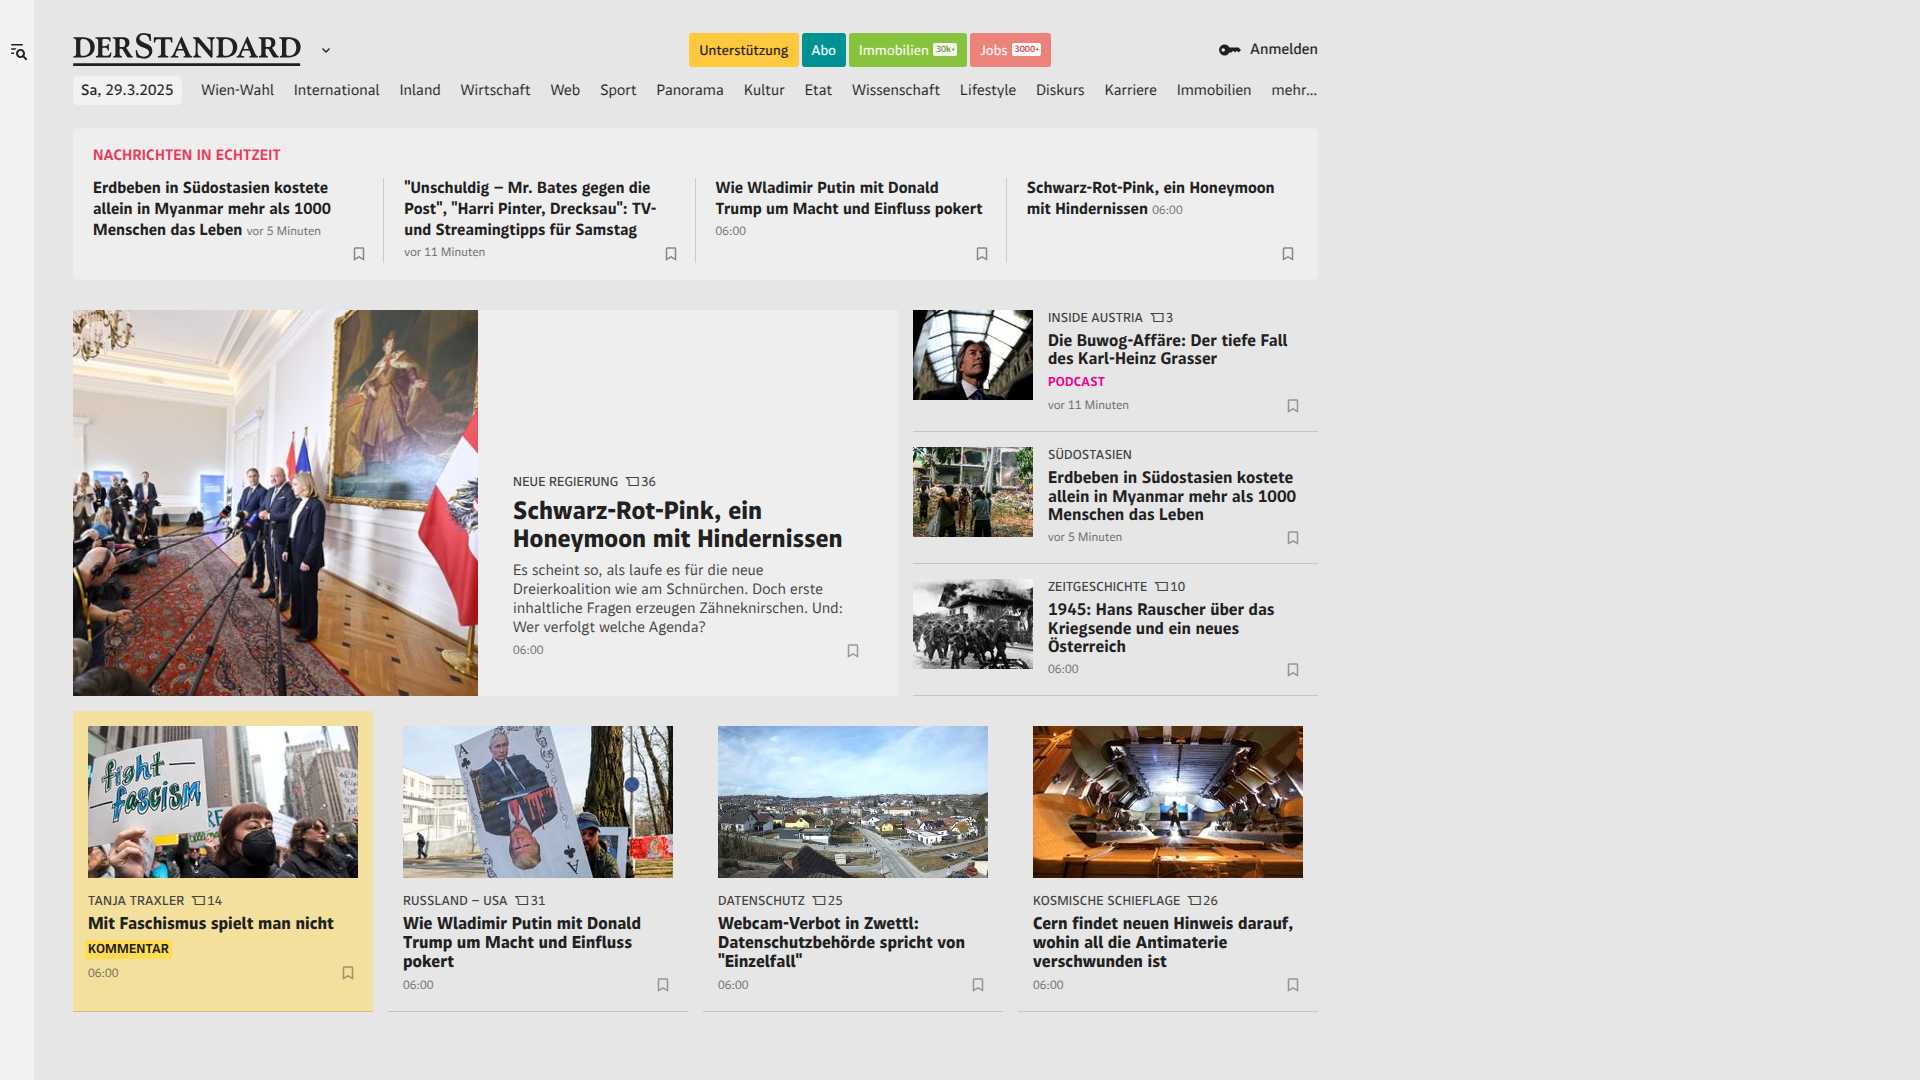 DERSTANDARD
Unterstützung
Abo
Immobilien 30k+
Jobs 3000+
Anmelden
Sa, 29.3.2025
Wien-Wahl
International
Inland
Wirtschaft
Web
Sport
Panorama
Kultur
Etat
Wissenschaft
Lifestyle
Diskurs
Karriere
Immobilien
mehr...
NACHRICHTEN IN ECHTZEIT
Erdbeben in Südostasien kostete
allein in Myanmar mehr als 1000
Menschen das Leben vor 5 Minuten
"Unschuldig – Mr. Bates gegen die
Post", "Harri Pinter, Drecksau": TV-
und Streamingtipps für Samstag
vor 11 Minuten
Wie Wladimir Putin mit Donald
Trump um Macht und Einfluss pokert
06:00
Schwarz-Rot-Pink, ein Honeymoon
mit Hindernissen 06:00
NEUE REGIERUNG 36
Schwarz-Rot-Pink, ein
Honeymoon mit Hindernissen
Es scheint so, als laufe es für die neue
Dreierkoalition wie am Schnürchen. Doch erste
inhaltliche Fragen erzeugen Zähneknirschen. Und:
Wer verfolgt welche Agenda?
06:00
INSIDE AUSTRIA 3
Die Buwog-Affäre: Der tiefe Fall
des Karl-Heinz Grasser
PODCAST
vor 11 Minuten
SÜDOSTASIEN
Erdbeben in Südostasien kostete
allein in Myanmar mehr als 1000
Menschen das Leben
vor 5 Minuten
ZEITGESCHICHTE 10
1945: Hans Rauscher über das
Kriegsende und ein neues
Österreich
06:00
fight
fascism
TANJA TRAXLER 14
Mit Faschismus spielt man nicht
KOMMENTAR
06:00
A
A
RUSSLAND – USA 31
Wie Wladimir Putin mit Donald
Trump um Macht und Einfluss
pokert
06:00
DATENSCHUTZ 25
Webcam-Verbot in Zwettl:
Datenschutzbehörde spricht von
"Einzelfall"
06:00
KOSMISCHE SCHIEFLAGE 26
Cern findet neuen Hinweis darauf,
wohin all die Antimaterie
verschwunden ist
06:00